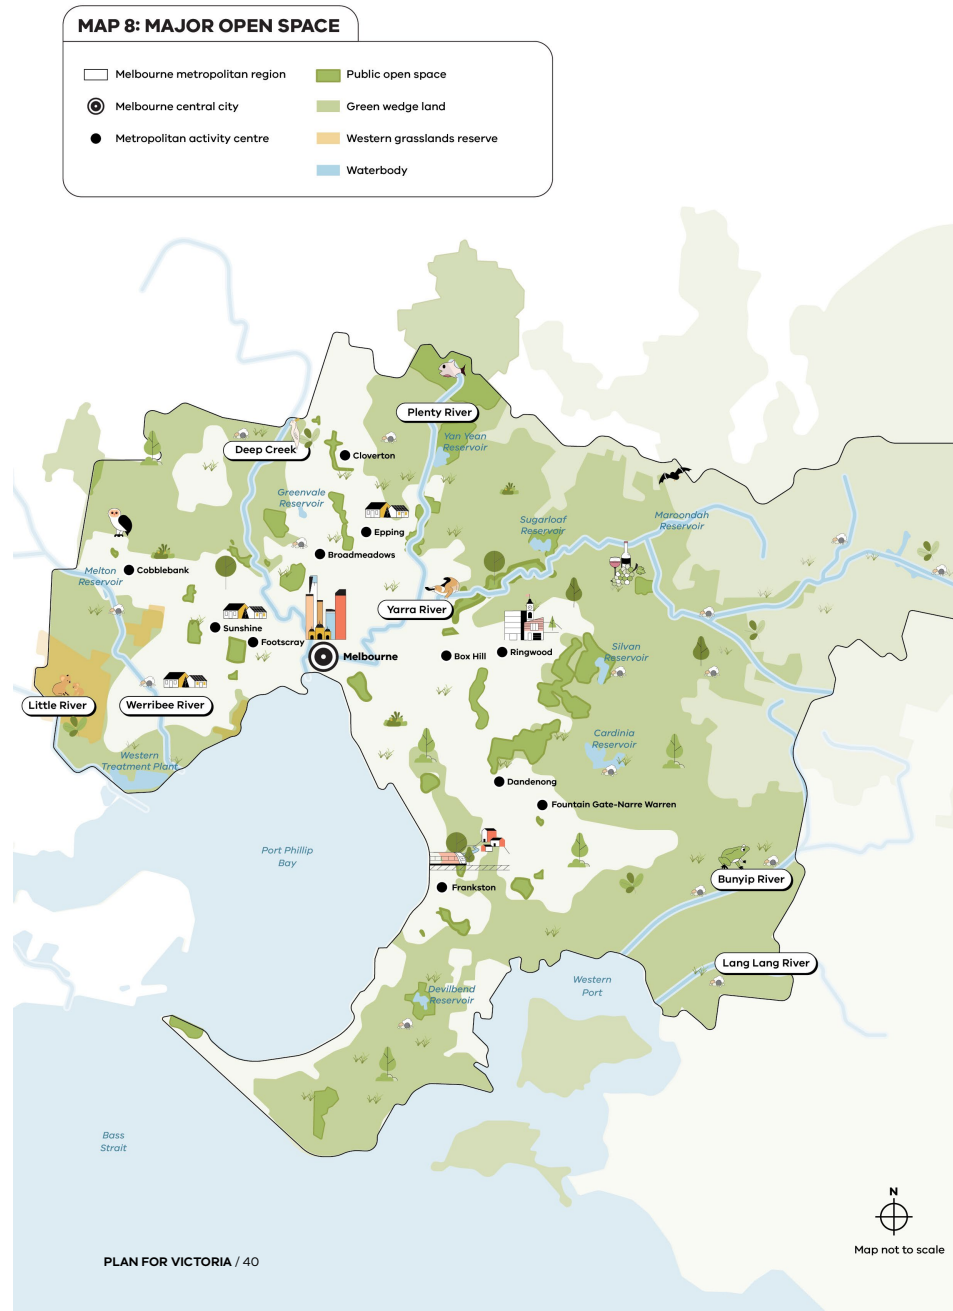 MAP 8: MAJOR OPEN SPACE
Melbourne metropolitan region
Melbourne central city
Metropolitan activity centre
Public open space
Green wedge land
Western grasslands reserve
Waterbody
Plenty River
Yan Yean
Reservoir
Deep Creek
Cloverton
Greenvale
Reservoir
Epping
Sugarloaf
Reservoir
Maroondah
Reservoir
Broadmeadows
Melton
Reservoir
Cobblebank
Yarra River
Sunshine
Footscray
Melbourne
Box Hill
Ringwood
Silvan
Reservoir
Little River
Werribee River
Western
Treatment Plant
Cardinia
Reservoir
Dandenong
Fountain Gate-Narre Warren
Port Phillip
Bay
Frankston
Bunyip River
Lang Lang River
Western
Port
Devilbend
Reservoir
Bass
Strait
N
Map not to scale
PLAN FOR VICTORIA / 40